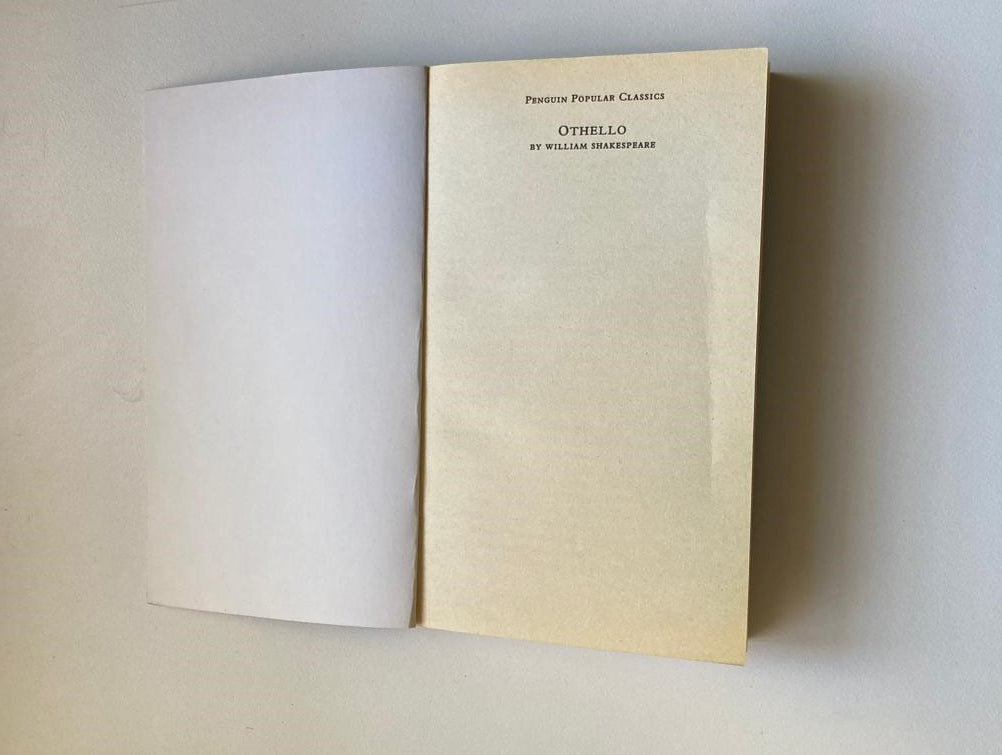 Penguin Popular Classics
OTHELLO
BY WILLIAM SHAKESPEARE